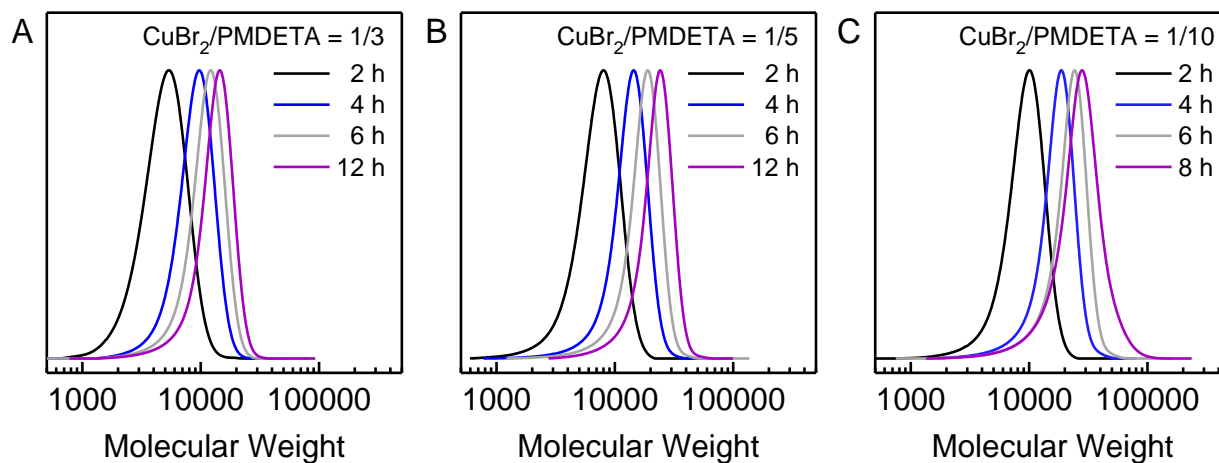 A
CuBr₂/PMDETA = 1/3
2 h
4 h
6 h
12 h
1000 10000 100000
Molecular Weight
B
CuBr₂/PMDETA = 1/5
2 h
4 h
6 h
12 h
1000 10000 100000
Molecular Weight
C
CuBr₂/PMDETA = 1/10
2 h
4 h
6 h
8 h
1000 10000 100000
Molecular Weight